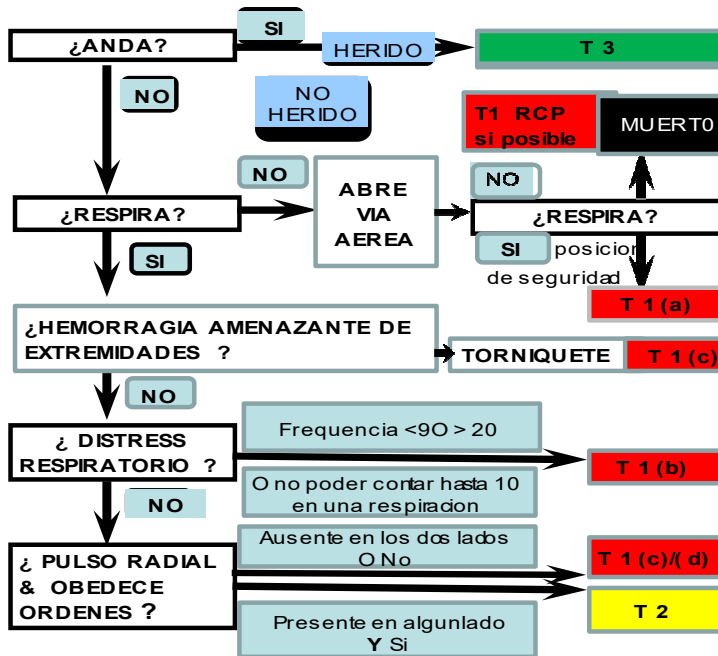 ¿ANDA?
SI
HERIDO
T 3
NO
NO
HERIDO
T1 RCP
si posible
MUERT0
¿RESPIRA?
NO
ABRE
VIA
AEREA
NO
¿RESPIRA?
SI
SI posicion
de seguridad
T 1 (a)
¿HEMORRAGIA AMENAZANTE DE
EXTREMIDADES ?
TORNIQUETE
T 1 (c)
NO
¿ DISTRESS
RESPIRATORIO ?
Frequencia <9O > 20
O no poder contar hasta 10
en una respiracion
T 1 (b)
NO
¿ PULSO RADIAL
& OBEDECE
ORDENES ?
Ausente en los dos lados
O No
T 1 (c)/( d)
Presente en algunlado
Y Si
T 2